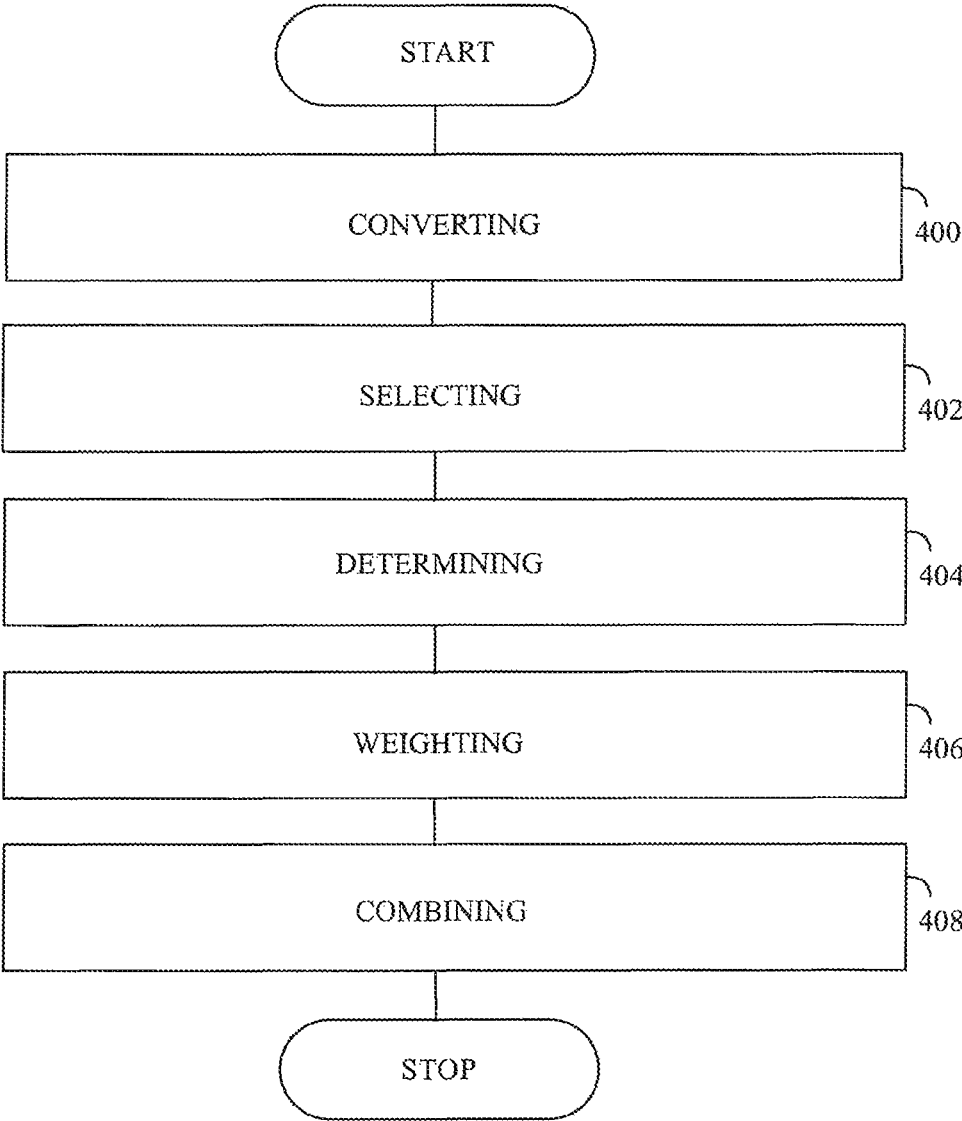 START
CONVERTING
400
SELECTING
402
DETERMINING
404
WEIGHTING
406
COMBINING
408
STOP